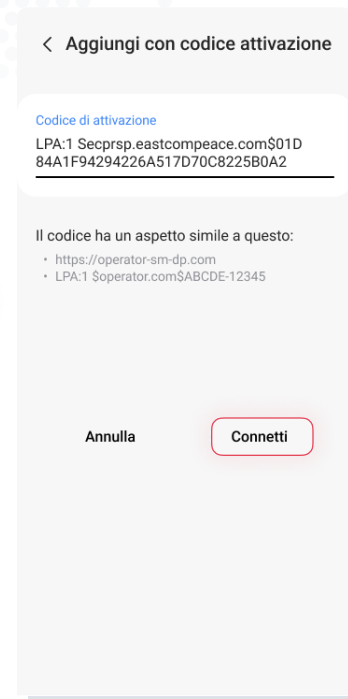 Aggiungi con codice attivazione
Codice di attivazione
LPA:1 Secprsp.eastcompeace.com$01D
84A1F94294226A517D70C8225B0A2
Il codice ha un aspetto simile a questo:
• https://operator-sm-dp.com
• LPA:1 $operator.com$ABCDE-12345
Annulla
Connetti